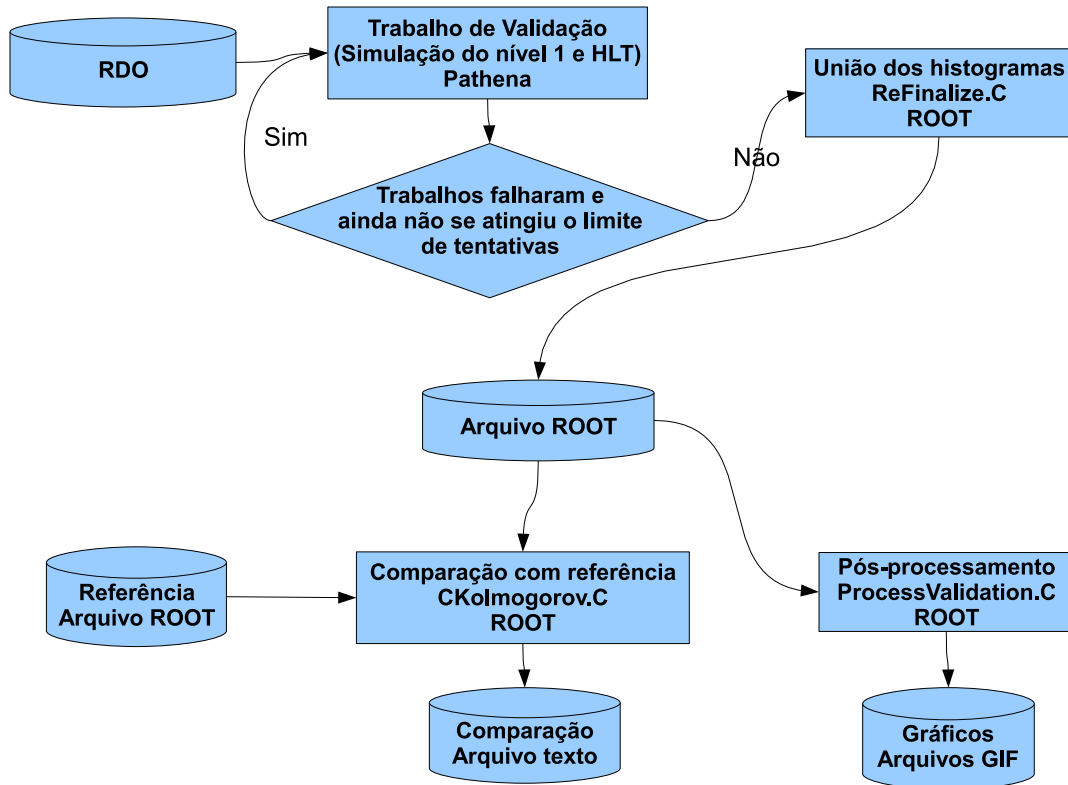 RDO
Trabalho de Validação
(Simulação do nível 1 e HLT)
Pathena
União dos histogramas
ReFinalize.C
ROOT
Sim
Não
Trabalhos falharam e
ainda não se atingiu o limite
de tentativas
Arquivo ROOT
Referência
Arquivo ROOT
Comparação com referência
CKolmogorov.C
ROOT
Pós-processamento
ProcessValidation.C
ROOT
Comparação
Arquivo texto
Gráficos
Arquivos GIF